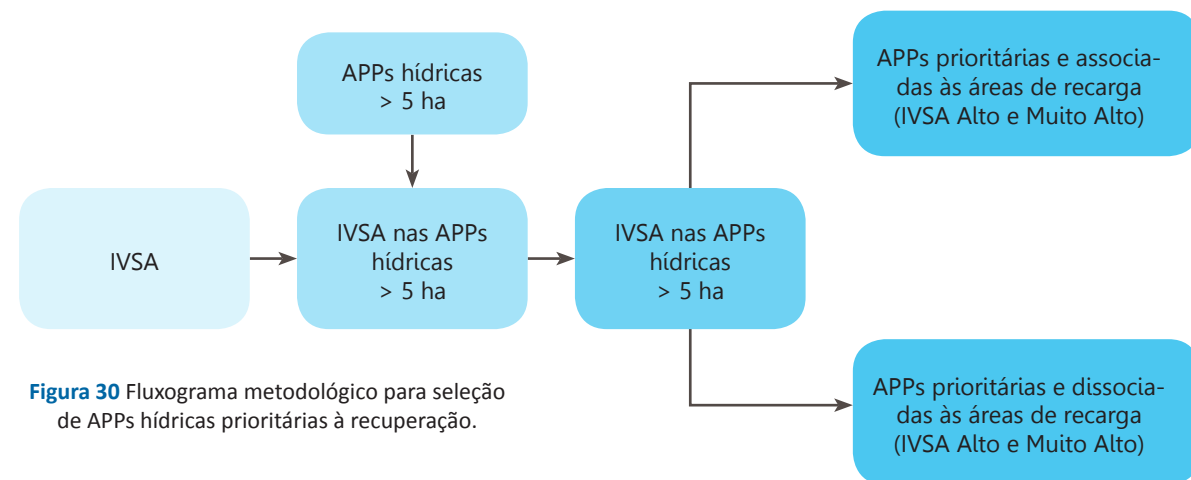 APPs hídricas
> 5 ha
APPs prioritárias e associa-
das às áreas de recarga
(IVSA Alto e Muito Alto)
IVSA
IVSA nas APPs
hídricas
> 5 ha
IVSA nas APPs
hídricas
> 5 ha
APPs prioritárias e dissocia-
das às áreas de recarga
(IVSA Alto e Muito Alto)
Figura 30 Fluxograma metodológico para seleção
de APPs hídricas prioritárias à recuperação.